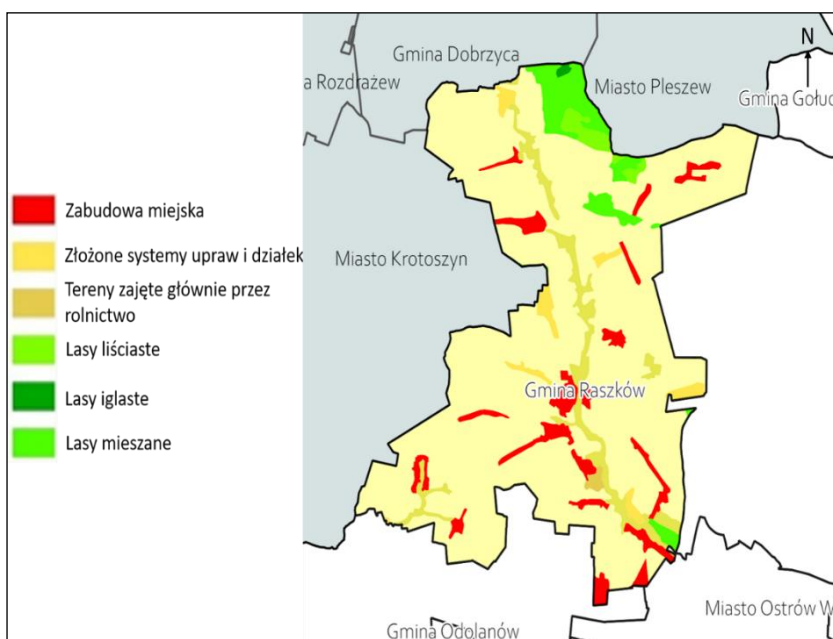 Gmina Dobrzyca
a Rozdrażew
Miasto Pleszew
N
Gmina Gołuc
Zabudowa miejska
Złożone systemy upraw i działek
Tereny zajęte głównie przez
rolnictwo
Lasy liściaste
Lasy iglaste
Lasy mieszane
Miasto Krotoszyn
Gmina Raszków
Gmina Odolanów
Miasto Ostrów W